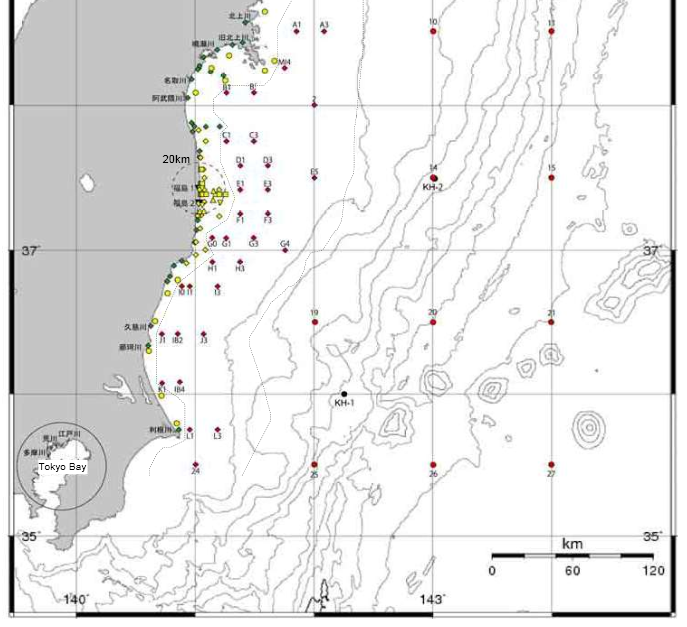 北上川
旧北上川
鳴瀬川
A1 A3
10
11
MI4
名取川
B1
阿武隈川
2
C1 C3
20km
D1 D3
E5
14
KH-2
15
福島 1
E1 E3
福島 2
F1 F3
37°
G0 G1 G3 G4
37°
H1 H3
I0 I1 I3
久慈川
19
20
21
那珂川
J1 IB2 J3
K1 IB4
KH-1
利根川
L1 L3
荒川
江戸川
多摩川
Tokyo Bay
24
25
26
27
35°
35°
km
0 60 120
140°
143°